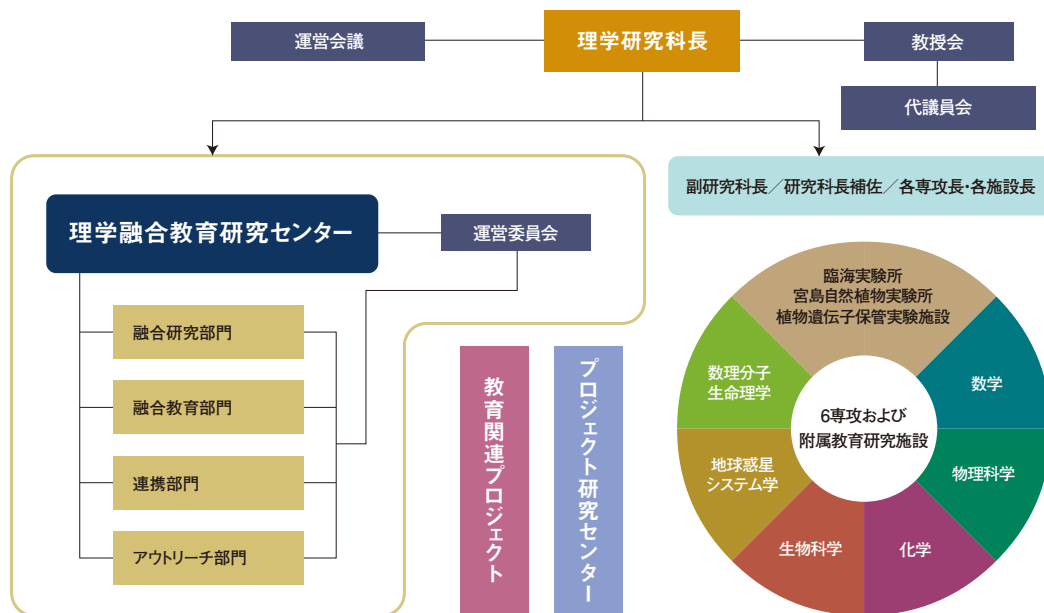 運営会議
理学研究科長
教授会
代議員会
副研究科長／研究科長補佐／各専攻長・各施設長
理学融合教育研究センター
運営委員会
融合研究部門
融合教育部門
連携部門
アウトリーチ部門
教育関連プロジェクト
プロジェクト研究センター
臨海実験所
宮島自然植物実験所
植物遺伝子保管実験施設
数理分子
生命理学
数学
6専攻および
附属教育研究施設
地球惑星
システム学
物理科学
生物科学
化学